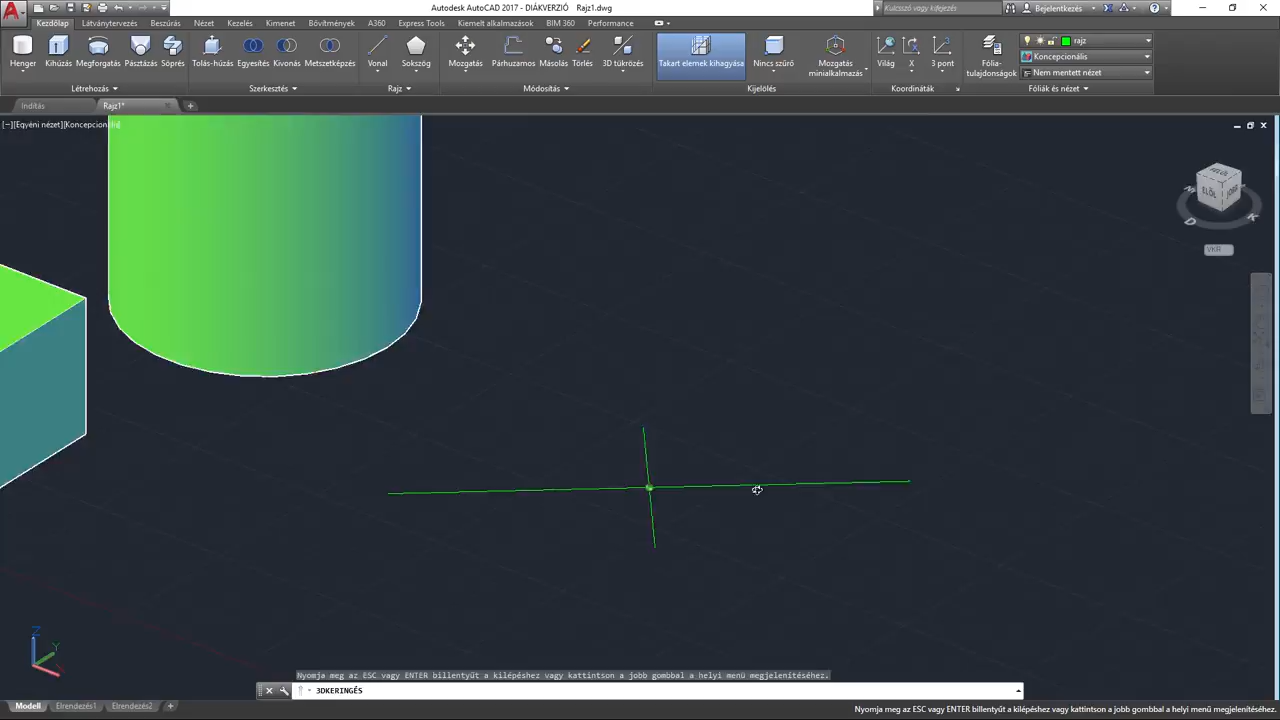 Autodesk AutoCAD 2017 - DIÁKVERZIÓ Rajz1.dwg
Kulcsszó vagy kifejezés
Bejelentkezés
Kezdőlap Látványtervezés Beszúrás Nézet Kezelés Kimenet Bővítmények A360 Express Tools Kiemelt alkalmazások BIM 360 Performance
Henger Kihúzás Megforgatás Pásztázás Söprés Tolás-húzás Egyesítés Kivonás Metszetképzés Vonal Sokszög Mozgatás Párhuzamos Másolás Törlés 3D tükrözés Takart elemek kihagyása Nincs szűrő Mozgatás minialkalmazás Világ X 3 pont Fólia-tulajdonságok
rajz
Koncepcionális
Nem mentett nézet
Létrehozás Szerkesztés Rajz Módosítás Kijelölés Koordináták Fóliák és nézet
Indítás Rajz1*
[−][Egyéni nézet][Koncepcionális]
VKR
Z
Y
Nyomja meg az ESC vagy ENTER billentyűt a kilépéshez vagy kattintson a jobb gombbal a helyi menü megjelenítéséhez.
3DKERINGÉS
Modell Elrendezés1 Elrendezés2 +
Nyomja meg az ESC vagy ENTER billentyűt a kilépéshez vagy kattintson a jobb gombbal a helyi menü megjelenítéséhez.